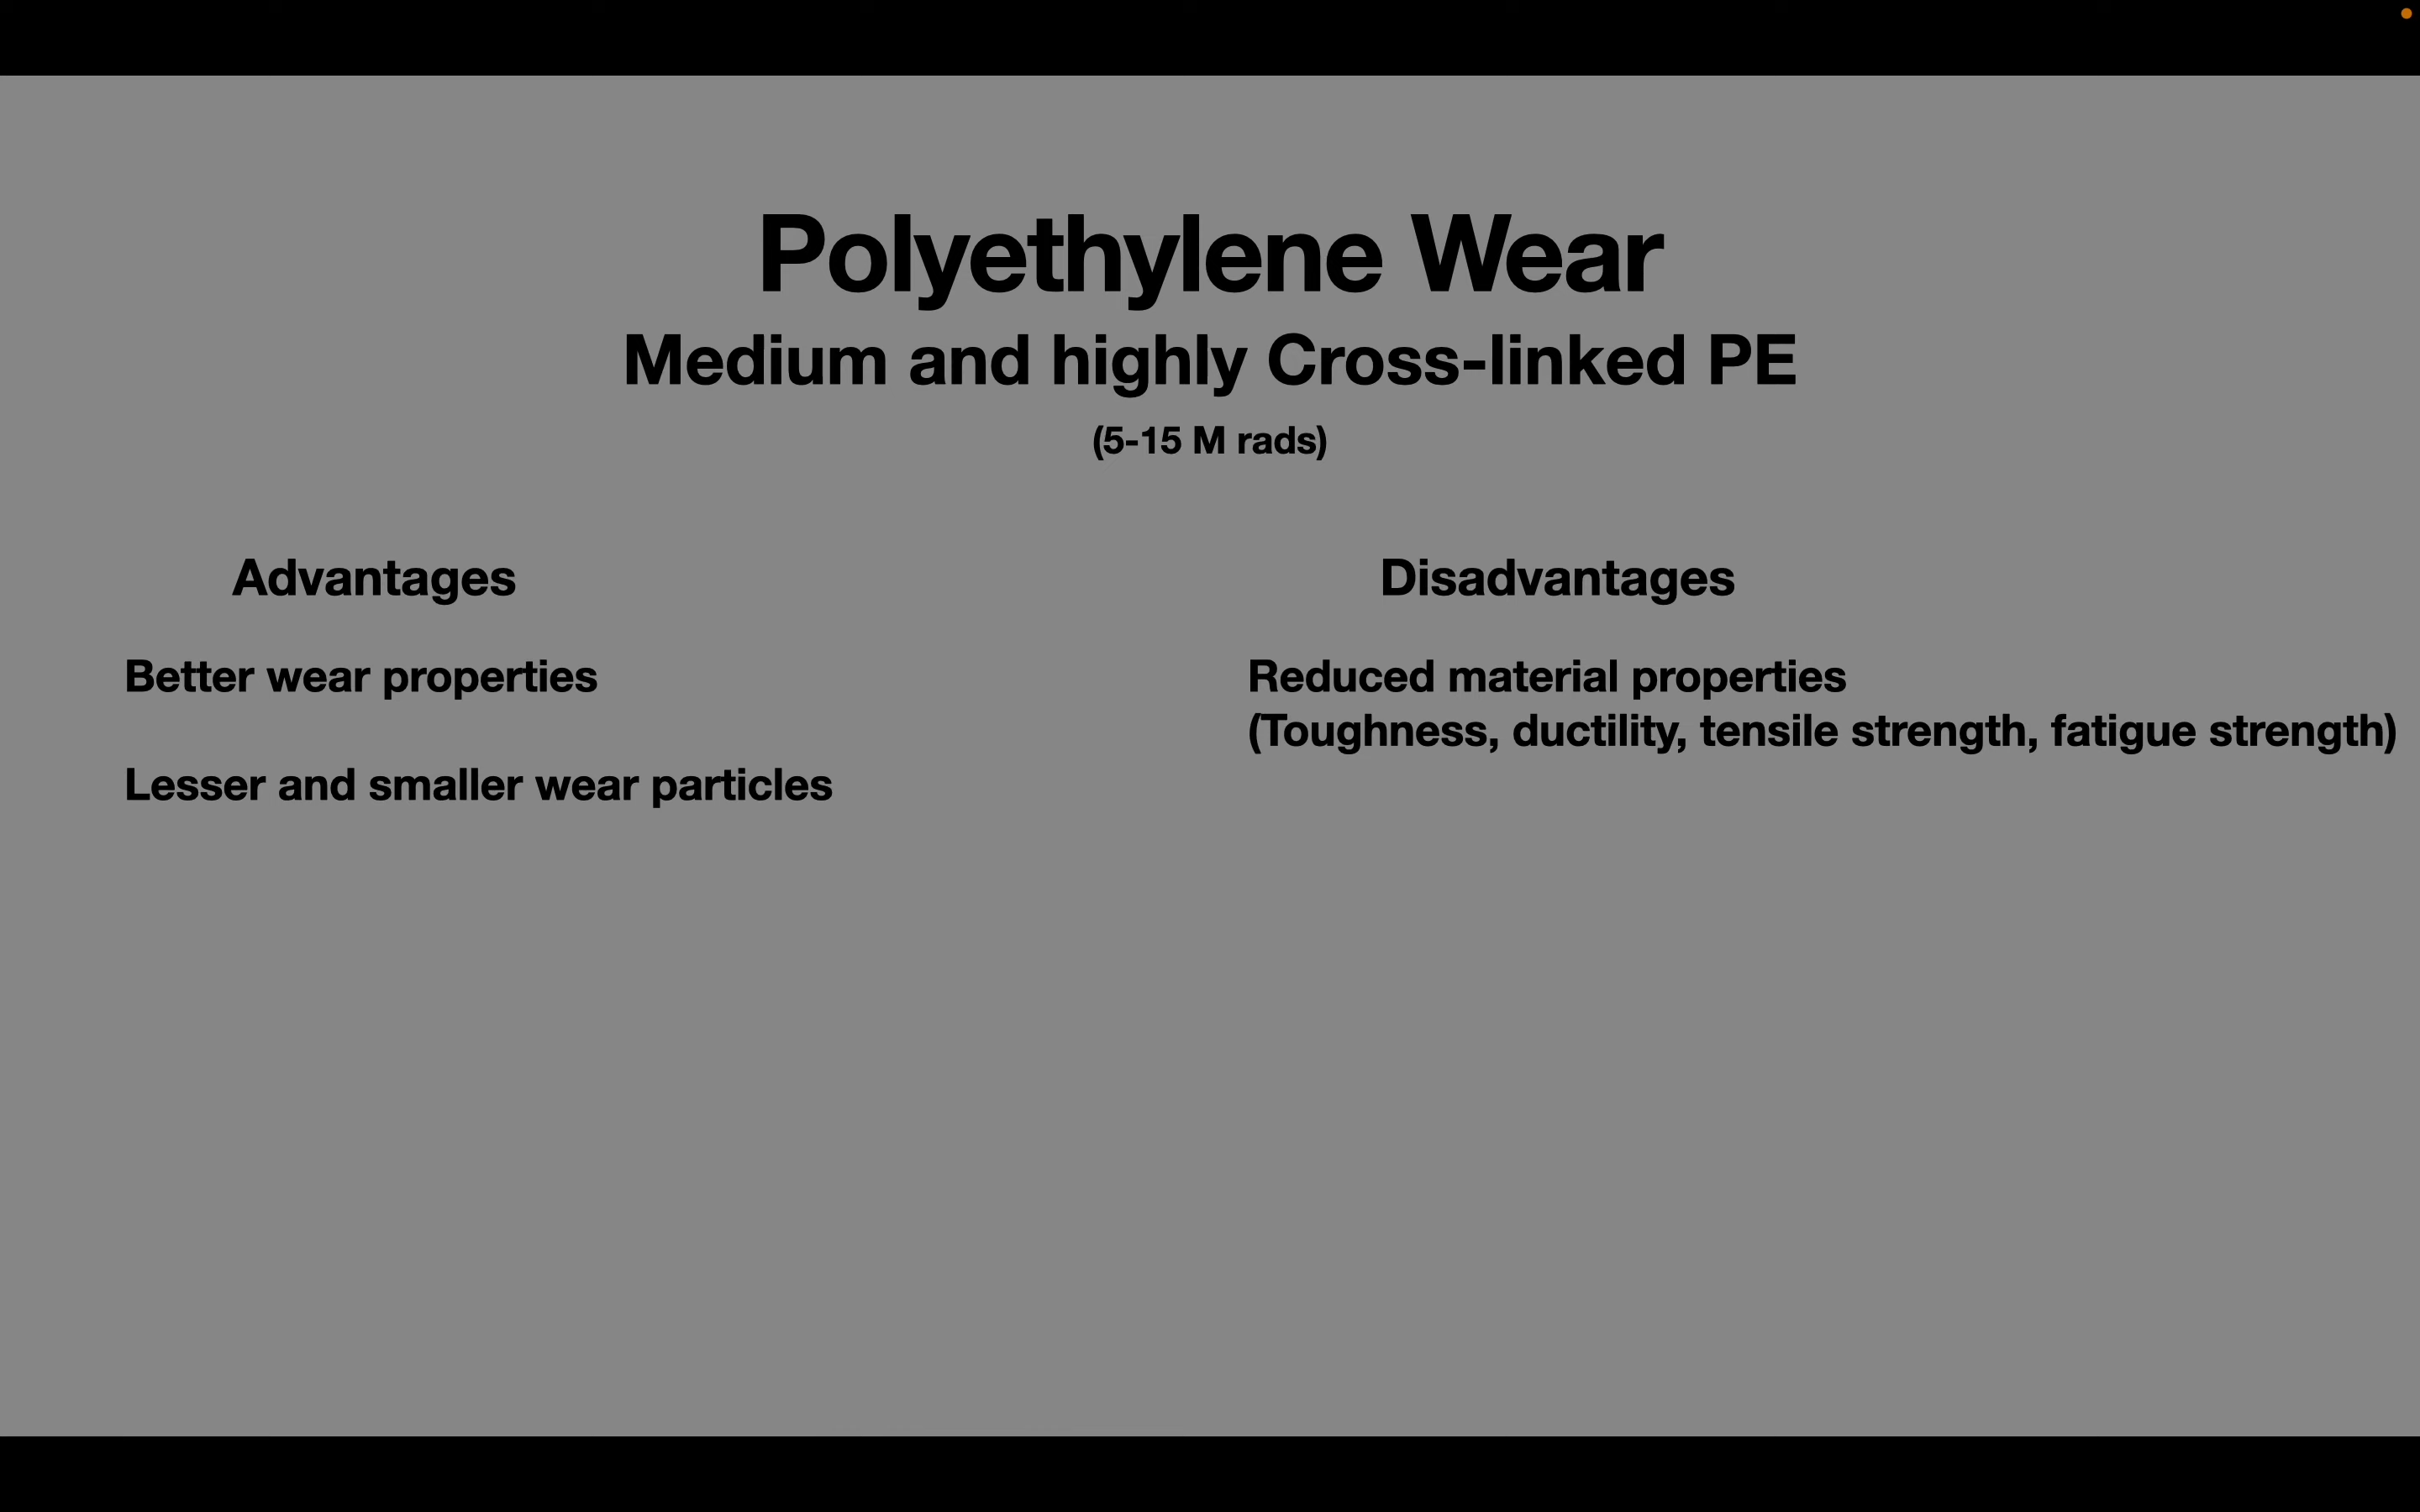 Polyethylene Wear
Medium and highly Cross-linked PE
(5-15 M rads)
Advantages
Better wear properties
Lesser and smaller wear particles
Disadvantages
Reduced material properties
(Toughness, ductility, tensile strength, fatigue strength)